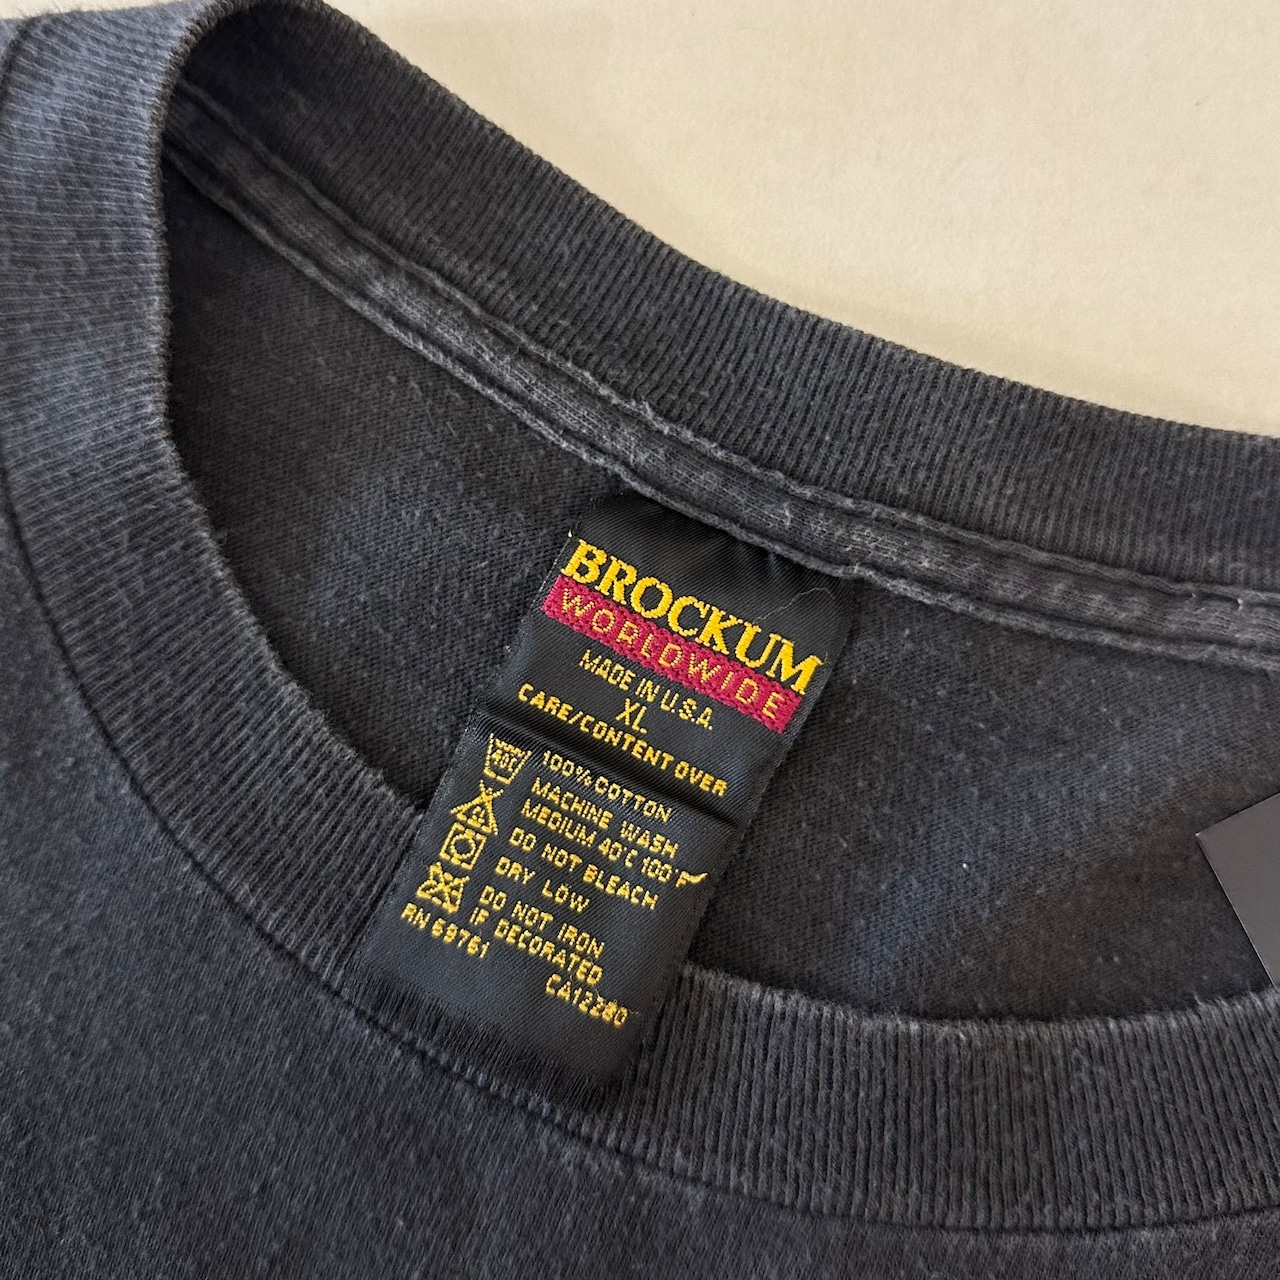 BROCKUM
WORLDWIDE
MADE IN U.S.A.
XL
CARE/CONTENT OVER
40C
100% COTTON
MACHINE WASH
MEDIUM 40°C 100°F
DO NOT BLEACH
DRY LOW
DO NOT IRON
IF DECORATED
RN 69761
CA12280